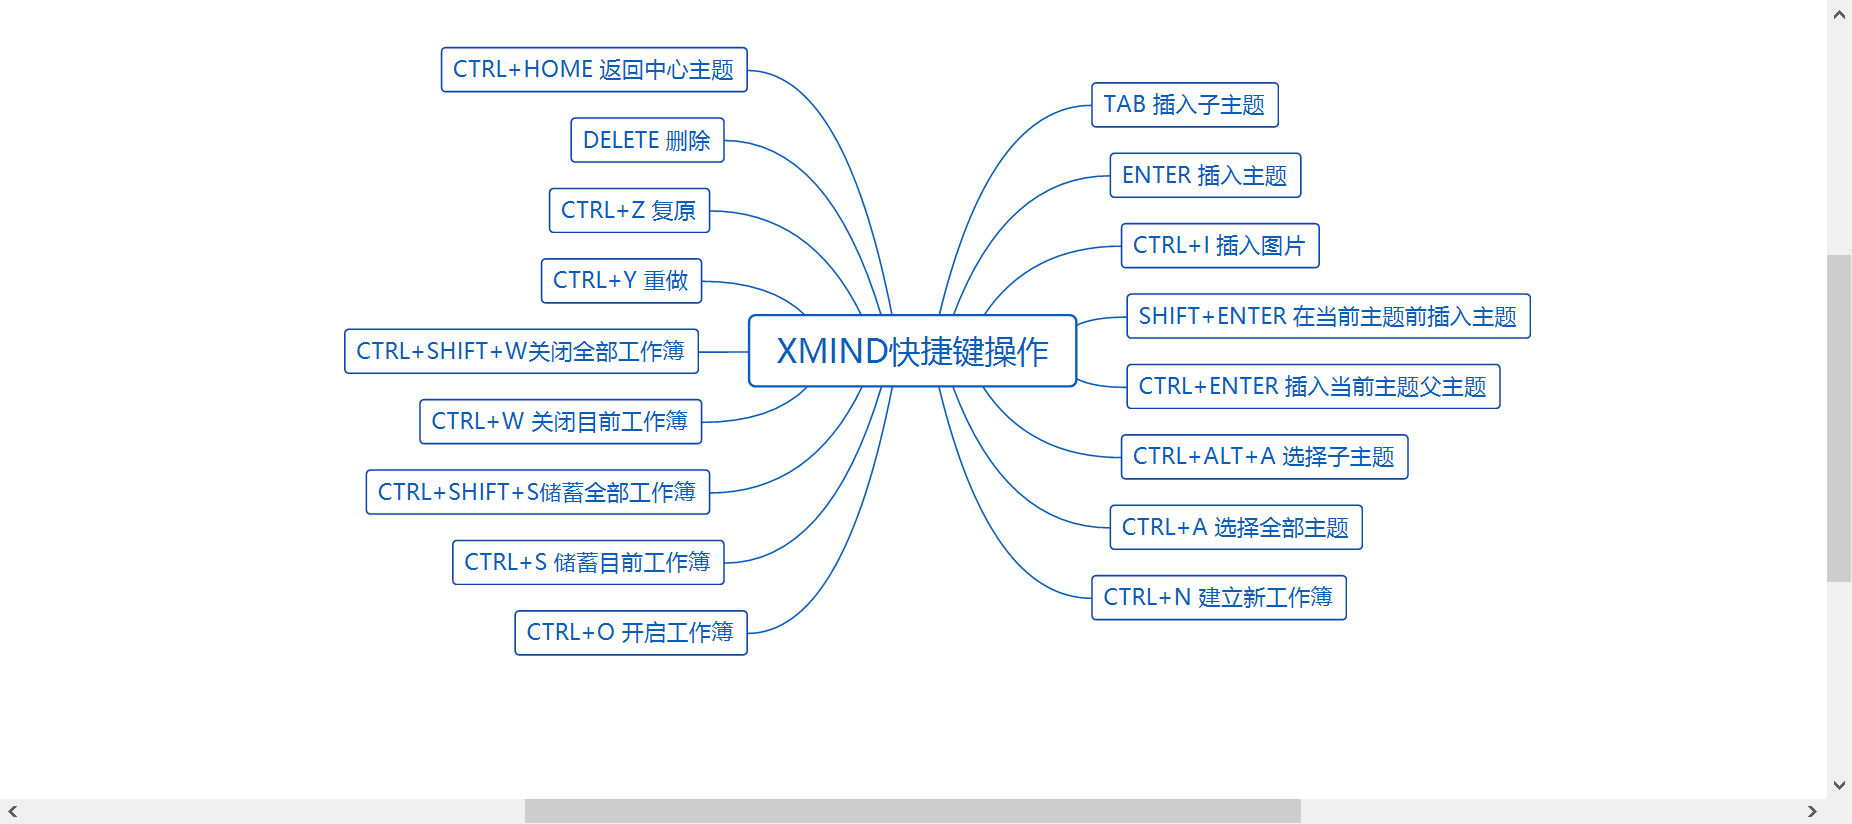 CTRL+HOME 返回中心主题
DELETE 删除
CTRL+Z 复原
CTRL+Y 重做
CTRL+SHIFT+W关闭全部工作簿
CTRL+W 关闭目前工作簿
CTRL+SHIFT+S储蓄全部工作簿
CTRL+S 储蓄目前工作簿
CTRL+O 开启工作簿
XMIND快捷键操作
TAB 插入子主题
ENTER 插入主题
CTRL+I 插入图片
SHIFT+ENTER 在当前主题前插入主题
CTRL+ENTER 插入当前主题父主题
CTRL+ALT+A 选择子主题
CTRL+A 选择全部主题
CTRL+N 建立新工作簿